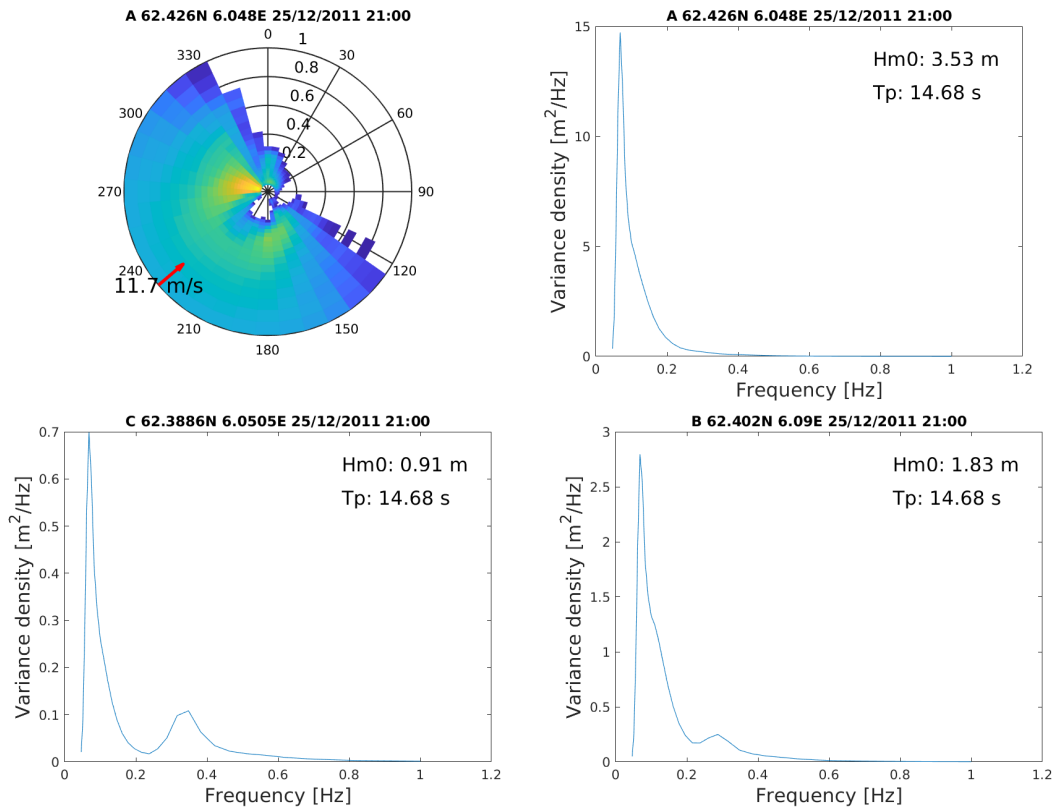 A 62.426N 6.048E 25/12/2011 21:00
0
30
60
90
120
150
180
210
240
270
300
330
1
0.8
0.6
0.4
0.2
11.7 m/s
A 62.426N 6.048E 25/12/2011 21:00
Hm0: 3.53 m
Tp: 14.68 s
Variance density [m²/Hz]
15
10
5
0
0 0.2 0.4 0.6 0.8 1 1.2
Frequency [Hz]
C 62.3886N 6.0505E 25/12/2011 21:00
Hm0: 0.91 m
Tp: 14.68 s
Variance density [m²/Hz]
0.7
0.6
0.5
0.4
0.3
0.2
0.1
0
0 0.2 0.4 0.6 0.8 1 1.2
Frequency [Hz]
B 62.402N 6.09E 25/12/2011 21:00
Hm0: 1.83 m
Tp: 14.68 s
Variance density [m²/Hz]
3
2.5
2
1.5
1
0.5
0
0 0.2 0.4 0.6 0.8 1 1.2
Frequency [Hz]